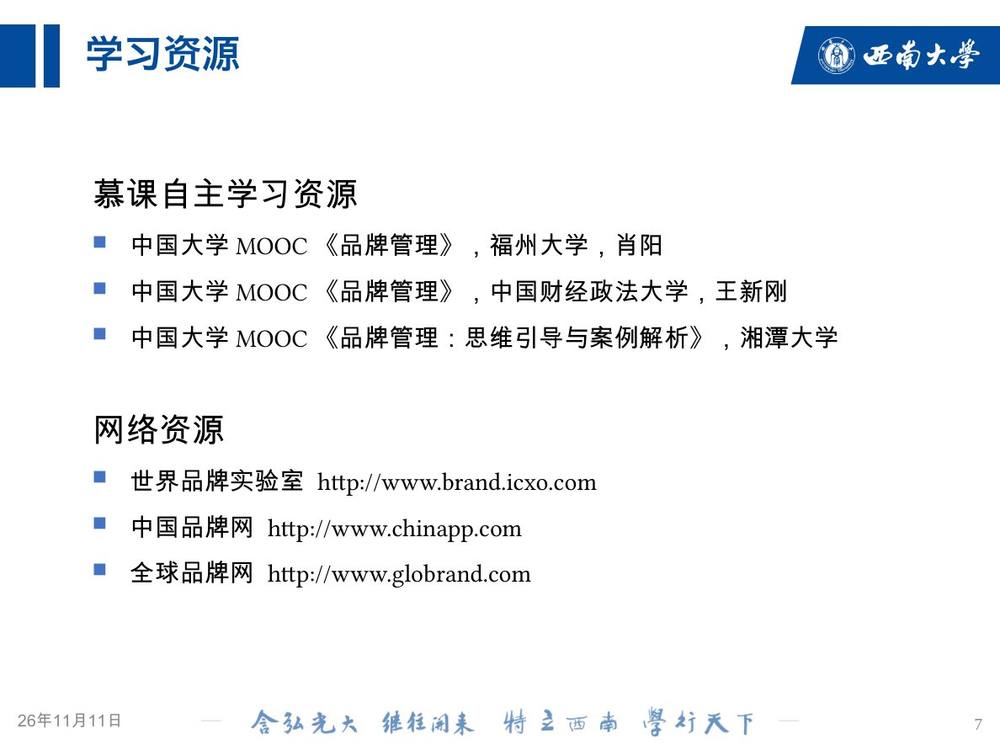 学习资源
西南大学
慕课自主学习资源
中国大学 MOOC 《品牌管理》，福州大学，肖阳
中国大学 MOOC 《品牌管理》，中国财经政法大学，王新刚
中国大学 MOOC 《品牌管理：思维引导与案例解析》，湘潭大学
网络资源
世界品牌实验室 http://www.brand.icxo.com
中国品牌网 http://www.chinapp.com
全球品牌网 http://www.globrand.com
26年11月11日
含弘光大 继往开来 特立西南 學行天下
7